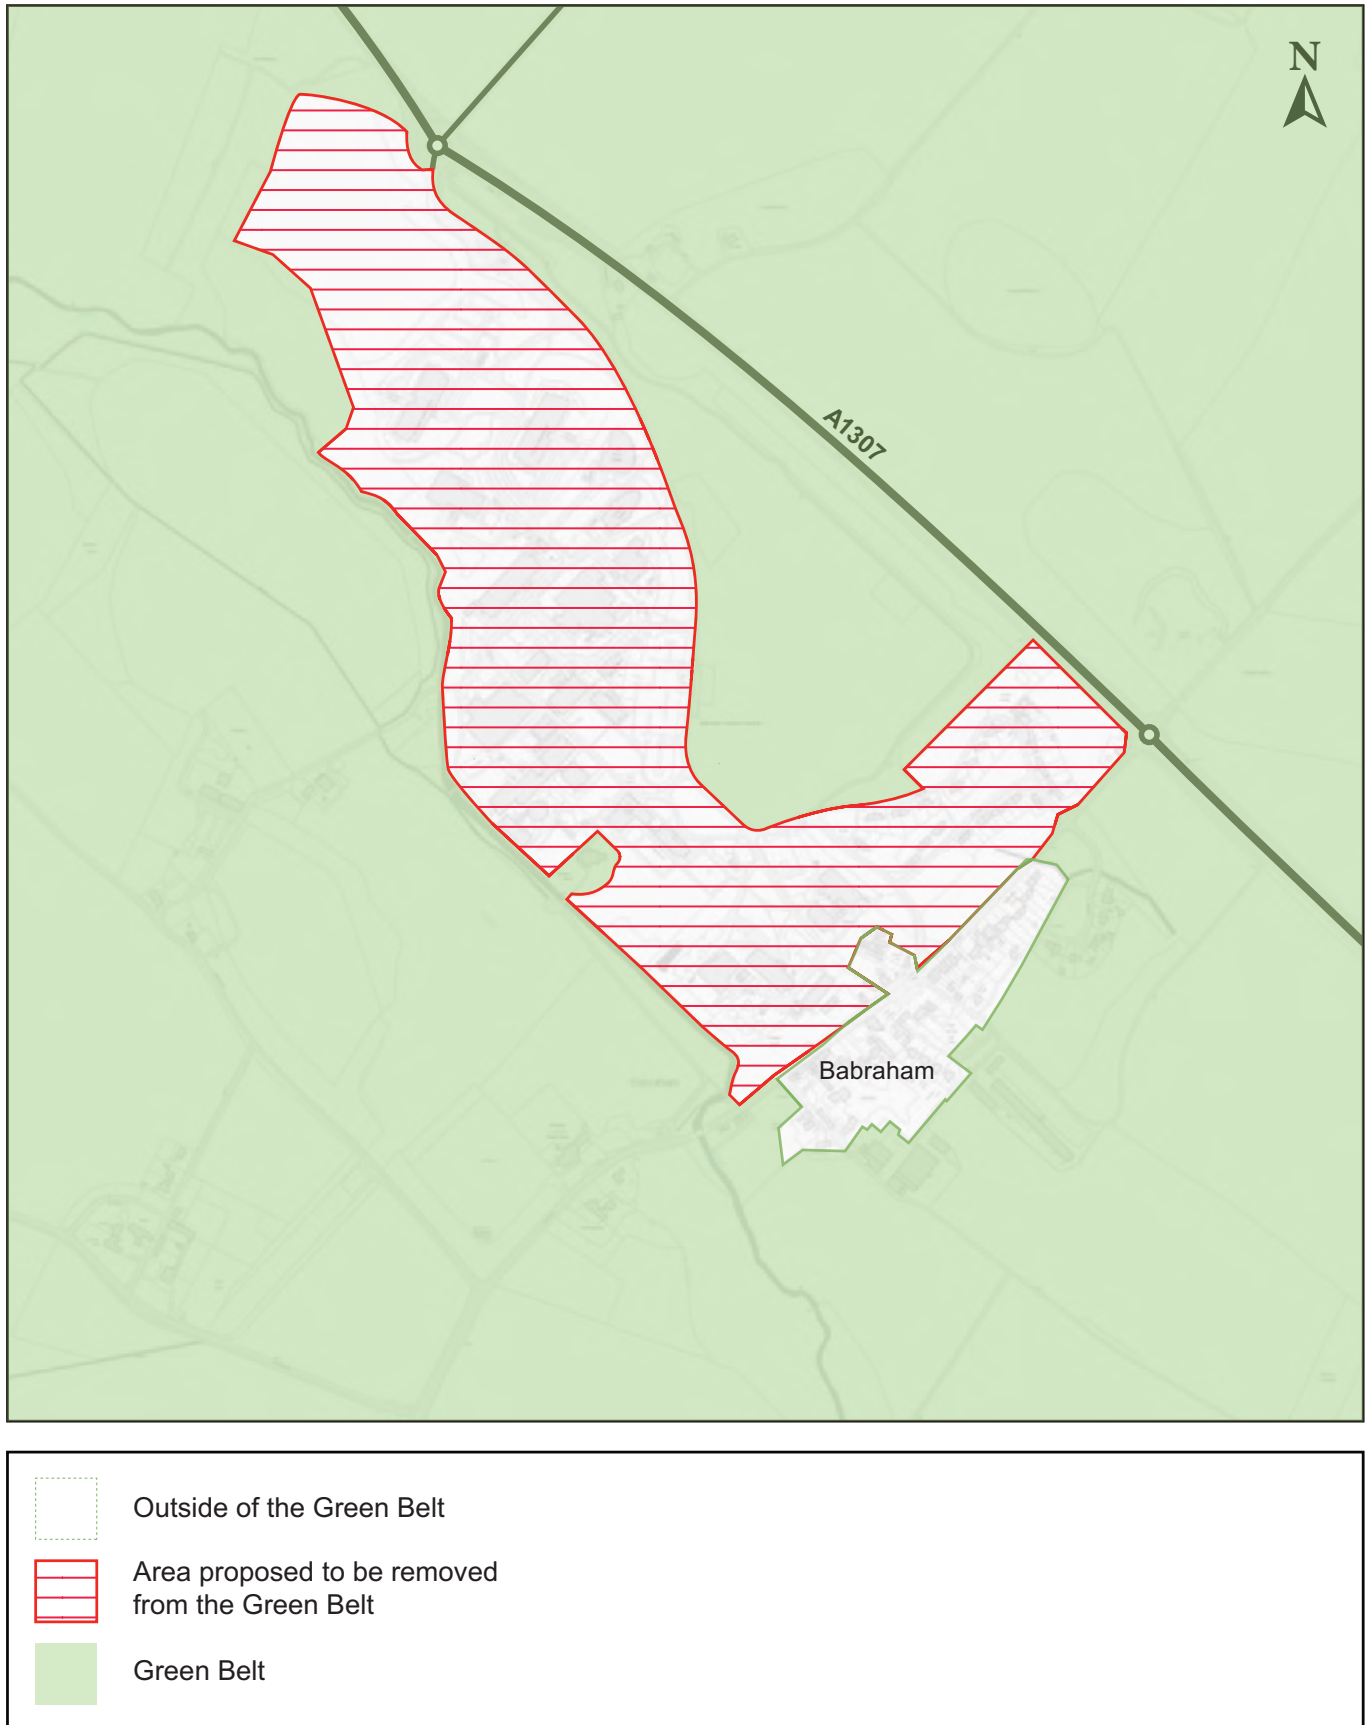 N
A1307
Babraham
Outside of the Green Belt
Area proposed to be removed
from the Green Belt
Green Belt